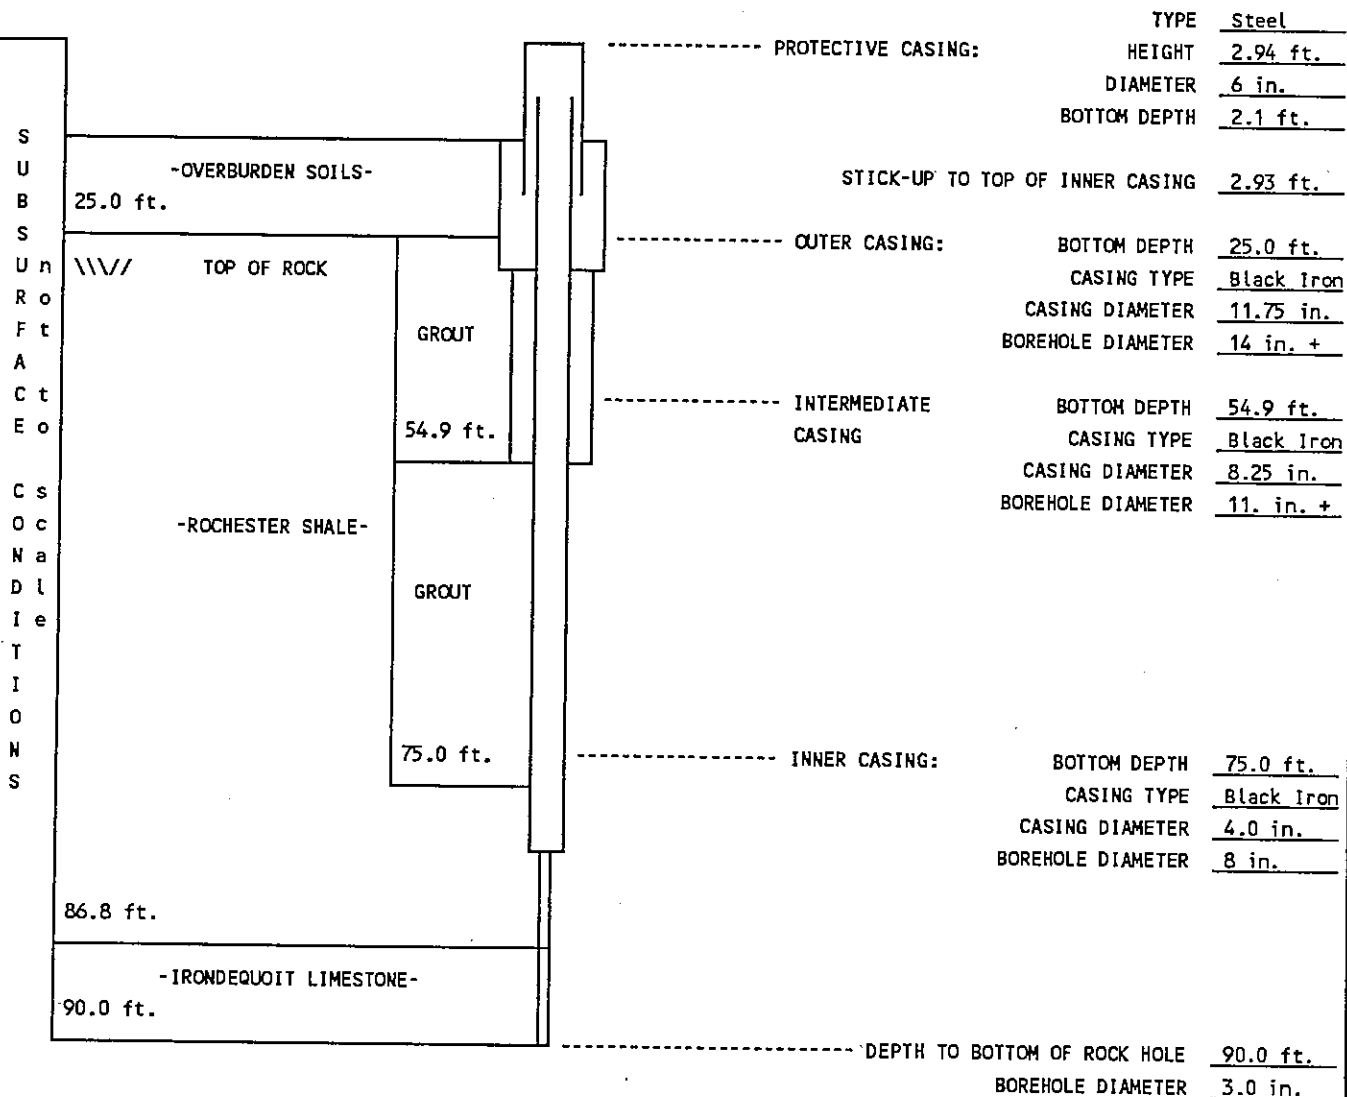 TYPE Steel
PROTECTIVE CASING: HEIGHT 2.94 ft.
DIAMETER 6 in.
BOTTOM DEPTH 2.1 ft.
STICK-UP TO TOP OF INNER CASING 2.93 ft.
OUTER CASING: BOTTOM DEPTH 25.0 ft.
CASING TYPE Black Iron
CASING DIAMETER 11.75 in.
BOREHOLE DIAMETER 14 in. +
INTERMEDIATE CASING BOTTOM DEPTH 54.9 ft.
CASING TYPE Black Iron
CASING DIAMETER 8.25 in.
BOREHOLE DIAMETER 11. in. +
INNER CASING: BOTTOM DEPTH 75.0 ft.
CASING TYPE Black Iron
CASING DIAMETER 4.0 in.
BOREHOLE DIAMETER 8 in.
DEPTH TO BOTTOM OF ROCK HOLE 90.0 ft.
BOREHOLE DIAMETER 3.0 in.
SUBSURFACE CONDITIONS
not to scale
-OVERBURDEN SOILS-
25.0 ft.
\\\// TOP OF ROCK
GROUT
54.9 ft.
-ROCHESTER SHALE-
GROUT
75.0 ft.
86.8 ft.
-IRONDEQUOIT LIMESTONE-
90.0 ft.